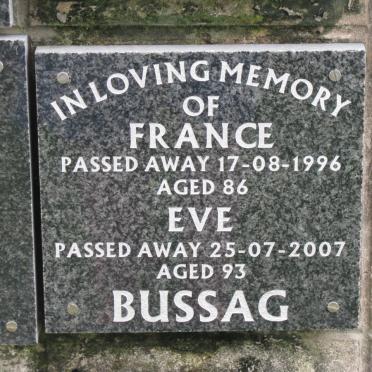 IN LOVING MEMORY
OF
FRANCE
PASSED AWAY 17-08-1996
AGED 86
EVE
PASSED AWAY 25-07-2007
AGED 93
BUSSAG